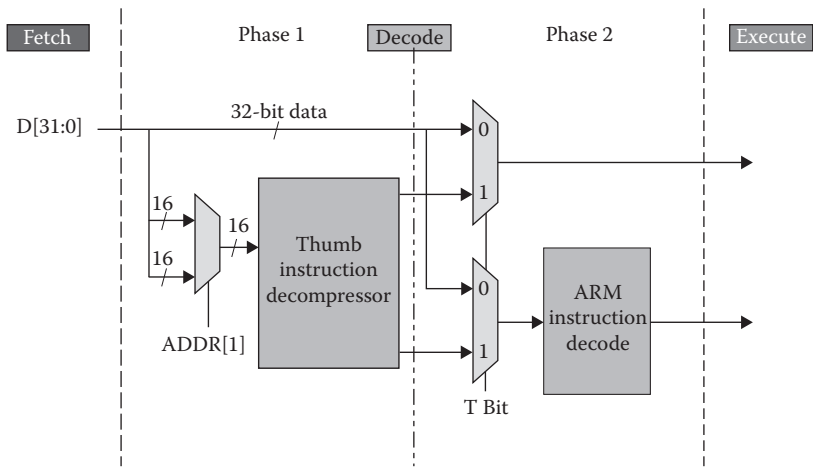 Fetch
Phase 1
Decode
Phase 2
Execute
D[31:0]
32-bit data
0
1
16
16
16
Thumb
instruction
decompressor
ADDR[1]
0
1
ARM
instruction
decode
T Bit